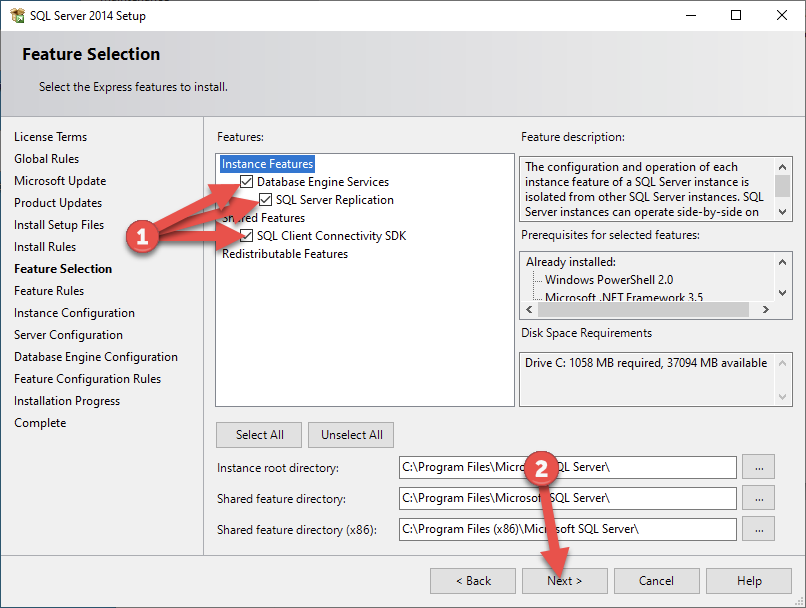 SQL Server 2014 Setup
Feature Selection
Select the Express features to install.
License Terms
Global Rules
Microsoft Update
Product Updates
Install Setup Files
Install Rules
Feature Selection
Feature Rules
Instance Configuration
Server Configuration
Database Engine Configuration
Feature Configuration Rules
Installation Progress
Complete
Features:
Instance Features
Database Engine Services
SQL Server Replication
Shared Features
SQL Client Connectivity SDK
Redistributable Features
1
Feature description:
The configuration and operation of each
instance feature of a SQL Server instance is
isolated from other SQL Server instances. SQL
Server instances can operate side-by-side on
Prerequisites for selected features:
Already installed:
Windows PowerShell 2.0
Microsoft .NET Framework 3.5
Disk Space Requirements
Drive C: 1058 MB required, 37094 MB available
Select All
Unselect All
Instance root directory:
C:\Program Files\Microsoft SQL Server\
...
Shared feature directory:
C:\Program Files\Microsoft SQL Server\
...
Shared feature directory (x86):
C:\Program Files (x86)\Microsoft SQL Server\
...
2
< Back
Next >
Cancel
Help